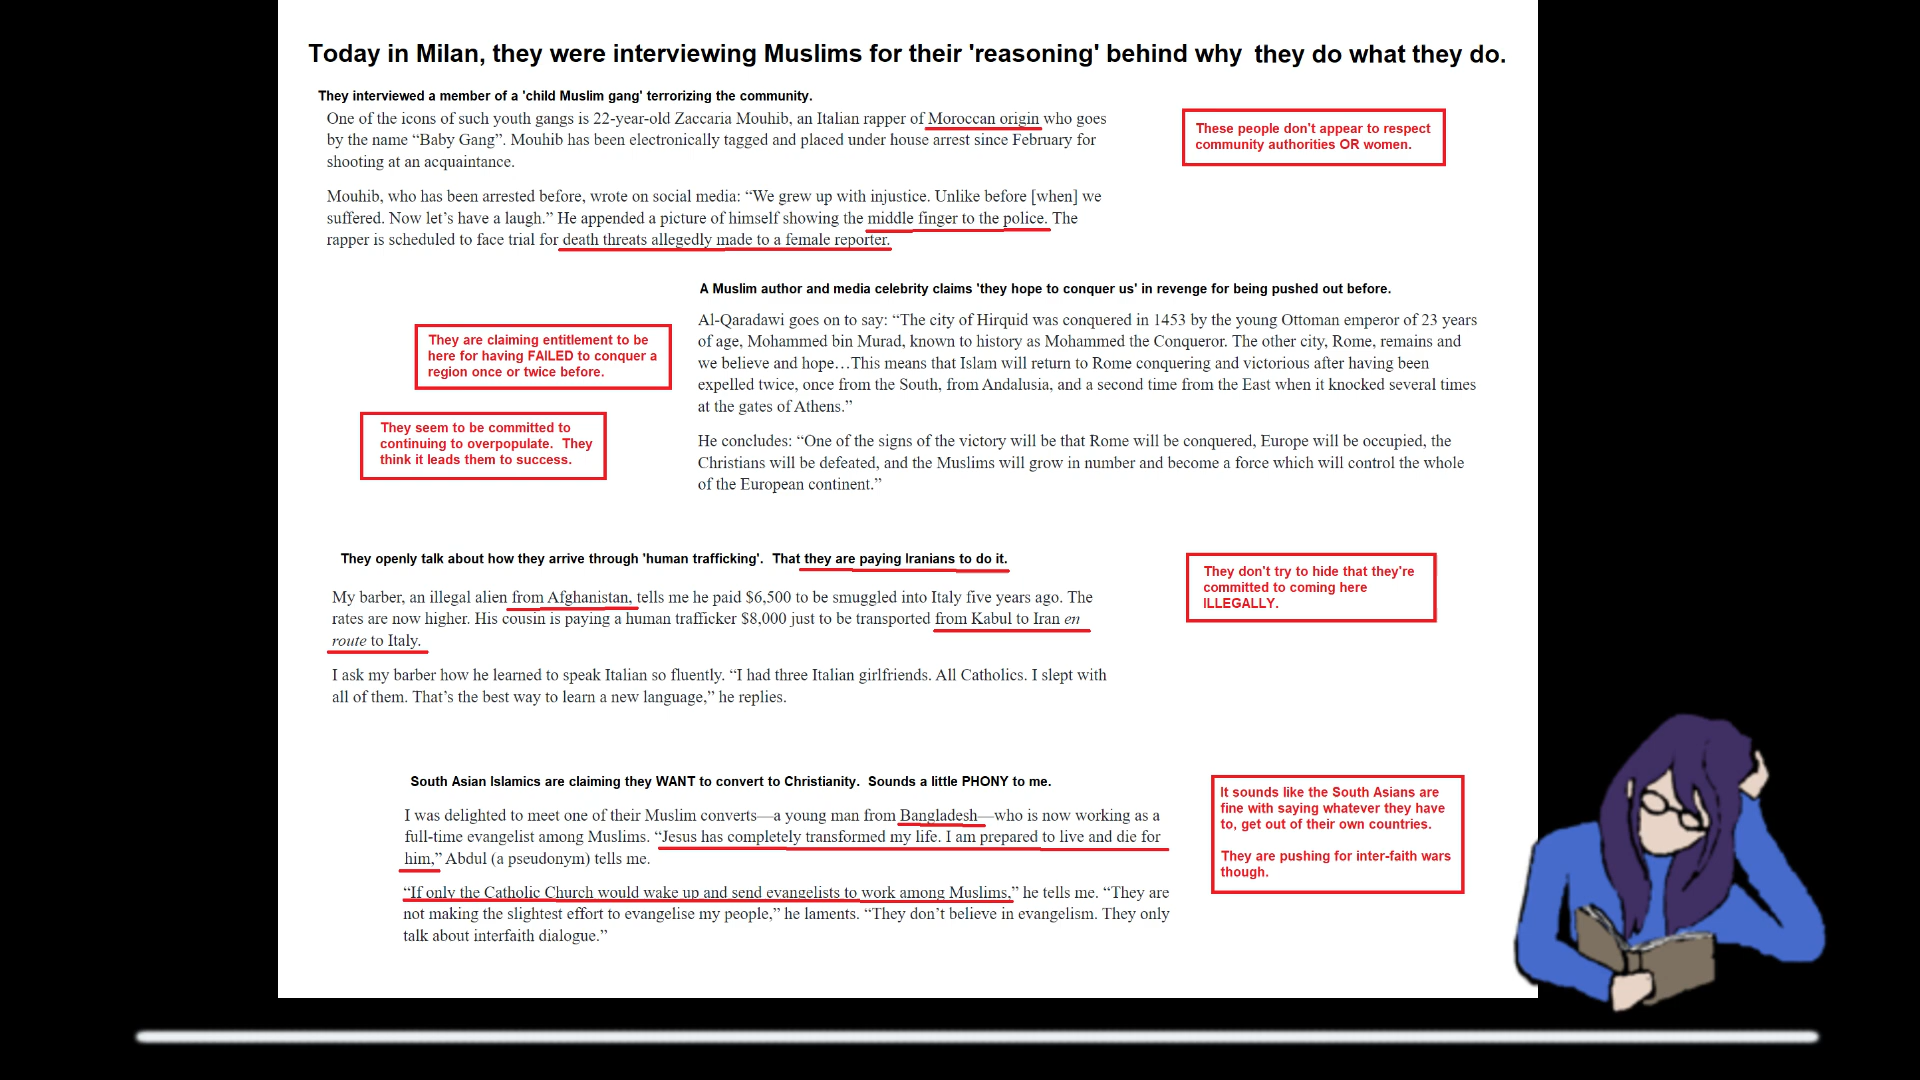 Today in Milan, they were interviewing Muslims for their 'reasoning' behind why they do what they do.
They interviewed a member of a 'child Muslim gang' terrorizing the community.
One of the icons of such youth gangs is 22-year-old Zaccaria Mouhib, an Italian rapper of Moroccan origin who goes
by the name “Baby Gang”. Mouhib has been electronically tagged and placed under house arrest since February for
shooting at an acquaintance.
These people don't appear to respect
community authorities OR women.
Mouhib, who has been arrested before, wrote on social media: “We grew up with injustice. Unlike before [when] we
suffered. Now let’s have a laugh.” He appended a picture of himself showing the middle finger to the police. The
rapper is scheduled to face trial for death threats allegedly made to a female reporter.
A Muslim author and media celebrity claims 'they hope to conquer us' in revenge for being pushed out before.
They are claiming entitlement to be
here for having FAILED to conquer a
region once or twice before.
They seem to be committed to
continuing to overpopulate. They
think it leads them to success.
Al-Qaradawi goes on to say: “The city of Hirquid was conquered in 1453 by the young Ottoman emperor of 23 years
of age, Mohammed bin Murad, known to history as Mohammed the Conqueror. The other city, Rome, remains and
we believe and hope…This means that Islam will return to Rome conquering and victorious after having been
expelled twice, once from the South, from Andalusia, and a second time from the East when it knocked several times
at the gates of Athens.”
He concludes: “One of the signs of the victory will be that Rome will be conquered, Europe will be occupied, the
Christians will be defeated, and the Muslims will grow in number and become a force which will control the whole
of the European continent.”
They openly talk about how they arrive through 'human trafficking'. That they are paying Iranians to do it.
My barber, an illegal alien from Afghanistan, tells me he paid $6,500 to be smuggled into Italy five years ago. The
rates are now higher. His cousin is paying a human trafficker $8,000 just to be transported from Kabul to Iran en
route to Italy.
They don't try to hide that they're
committed to coming here
ILLEGALLY.
I ask my barber how he learned to speak Italian so fluently. “I had three Italian girlfriends. All Catholics. I slept with
all of them. That’s the best way to learn a new language,” he replies.
South Asian Islamics are claiming they WANT to convert to Christianity. Sounds a little PHONY to me.
I was delighted to meet one of their Muslim converts—a young man from Bangladesh—who is now working as a
full-time evangelist among Muslims. “Jesus has completely transformed my life. I am prepared to live and die for
him,” Abdul (a pseudonym) tells me.
“If only the Catholic Church would wake up and send evangelists to work among Muslims,” he tells me. “They are
not making the slightest effort to evangelise my people,” he laments. “They don’t believe in evangelism. They only
talk about interfaith dialogue.”
It sounds like the South Asians are
fine with saying whatever they have
to, get out of their own countries.
They are pushing for inter-faith wars
though.